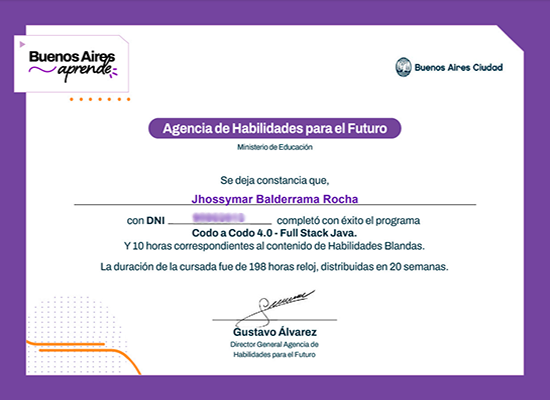 Buenos Aires
aprende
Buenos Aires Ciudad
Agencia de Habilidades para el Futuro
Ministerio de Educación
Se deja constancia que,
Jhossymar Balderrama Rocha
con DNI completó con éxito el programa
Codo a Codo 4.0 - Full Stack Java.
Y 10 horas correspondientes al contenido de Habilidades Blandas.
La duración de la cursada fue de 198 horas reloj, distribuidas en 20 semanas.
Gustavo Álvarez
Director General Agencia de
Habilidades para el Futuro